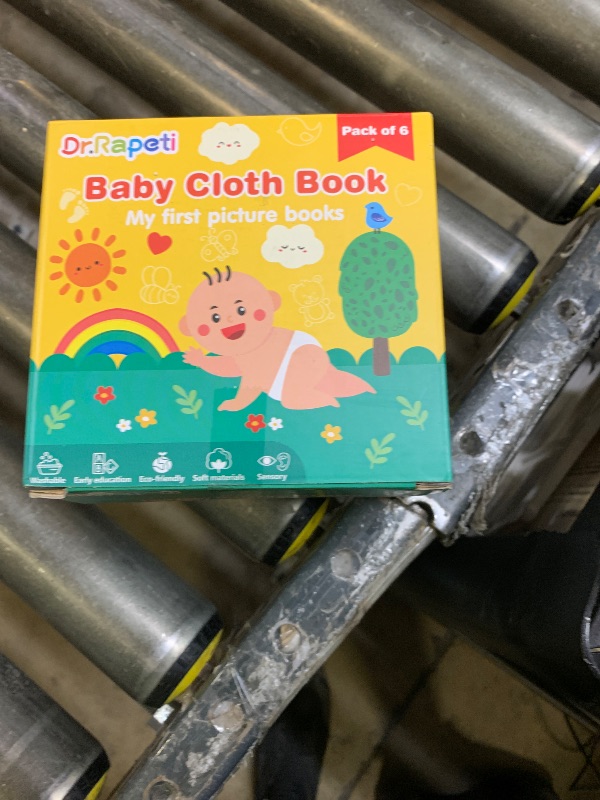 Dr.Rapeti
Pack of 6
Baby Cloth Book
My first picture books
Washable Early education Eco-friendly Soft materials Sensory